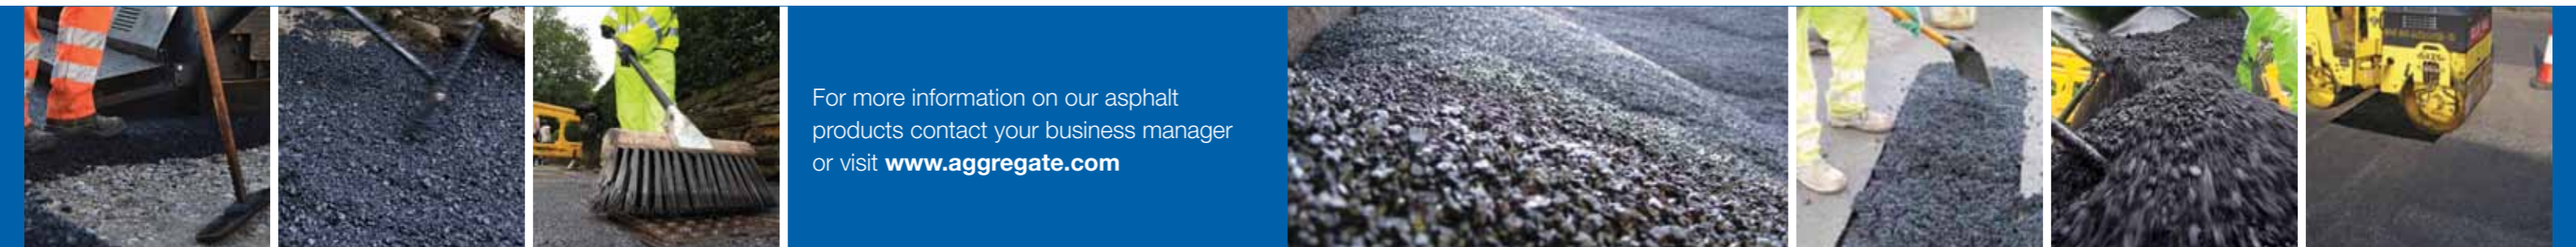 For more information on our asphalt
products contact your business manager
or visit www.aggregate.com